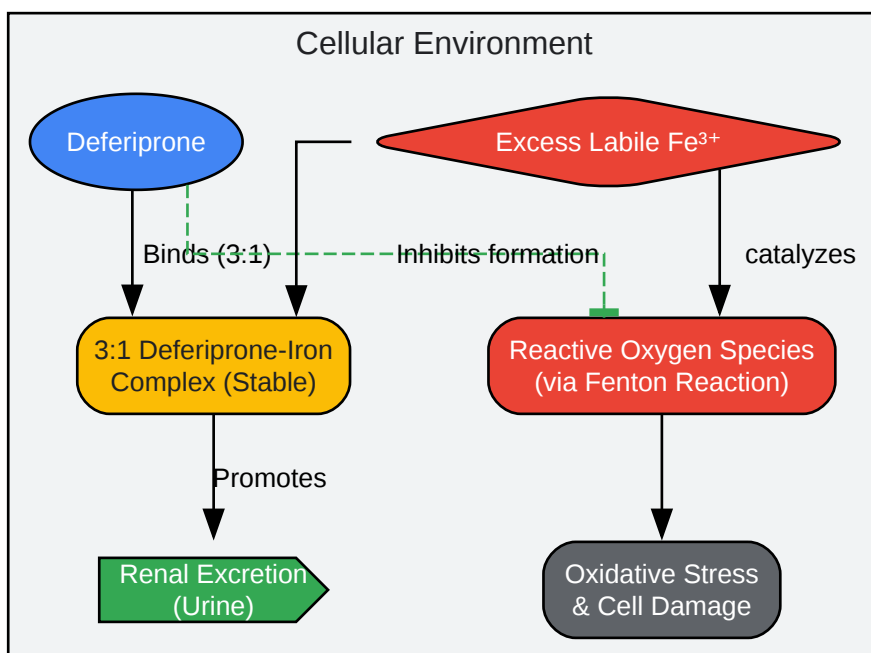 Cellular Environment
Deferiprone
Excess Labile Fe³⁺
Binds (3:1)
Inhibits formation
catalyzes
3:1 Deferiprone-Iron
Complex (Stable)
Reactive Oxygen Species
(via Fenton Reaction)
Promotes
Renal Excretion
(Urine)
Oxidative Stress
& Cell Damage